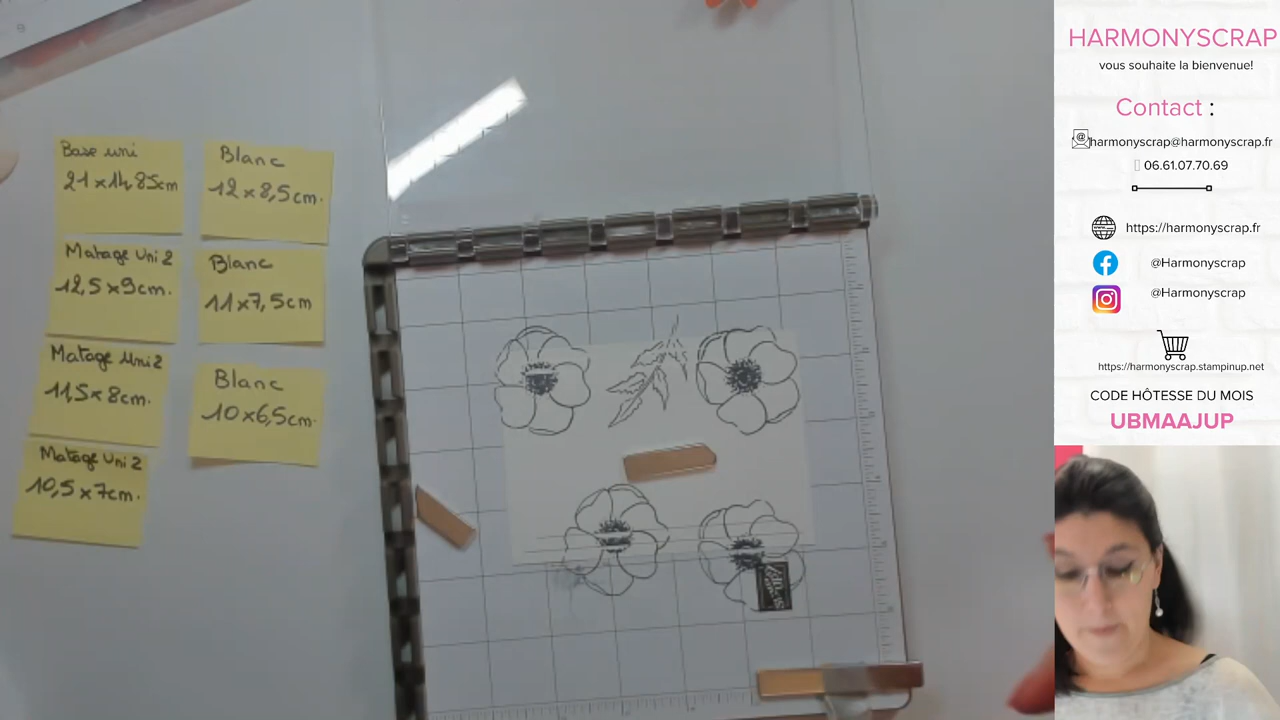 9
Base uni
21 x 14,85cm
Blanc
12 x 8,5cm.
Matage Uni 2
12,5 x 9cm.
Blanc
11 x 7,5cm
Matage Uni 2
11,5 x 8cm.
Blanc
10 x 6,5cm.
Matage Uni 2
10,5 x 7cm.
HARMONYSCRAP
vous souhaite la bienvenue!
Contact :
harmonyscrap@harmonyscrap.fr
06.61.07.70.69
https://harmonyscrap.fr
@Harmonyscrap
@Harmonyscrap
https://harmonyscrap.stampinup.net
CODE HÔTESSE DU MOIS
UBMAAJUP